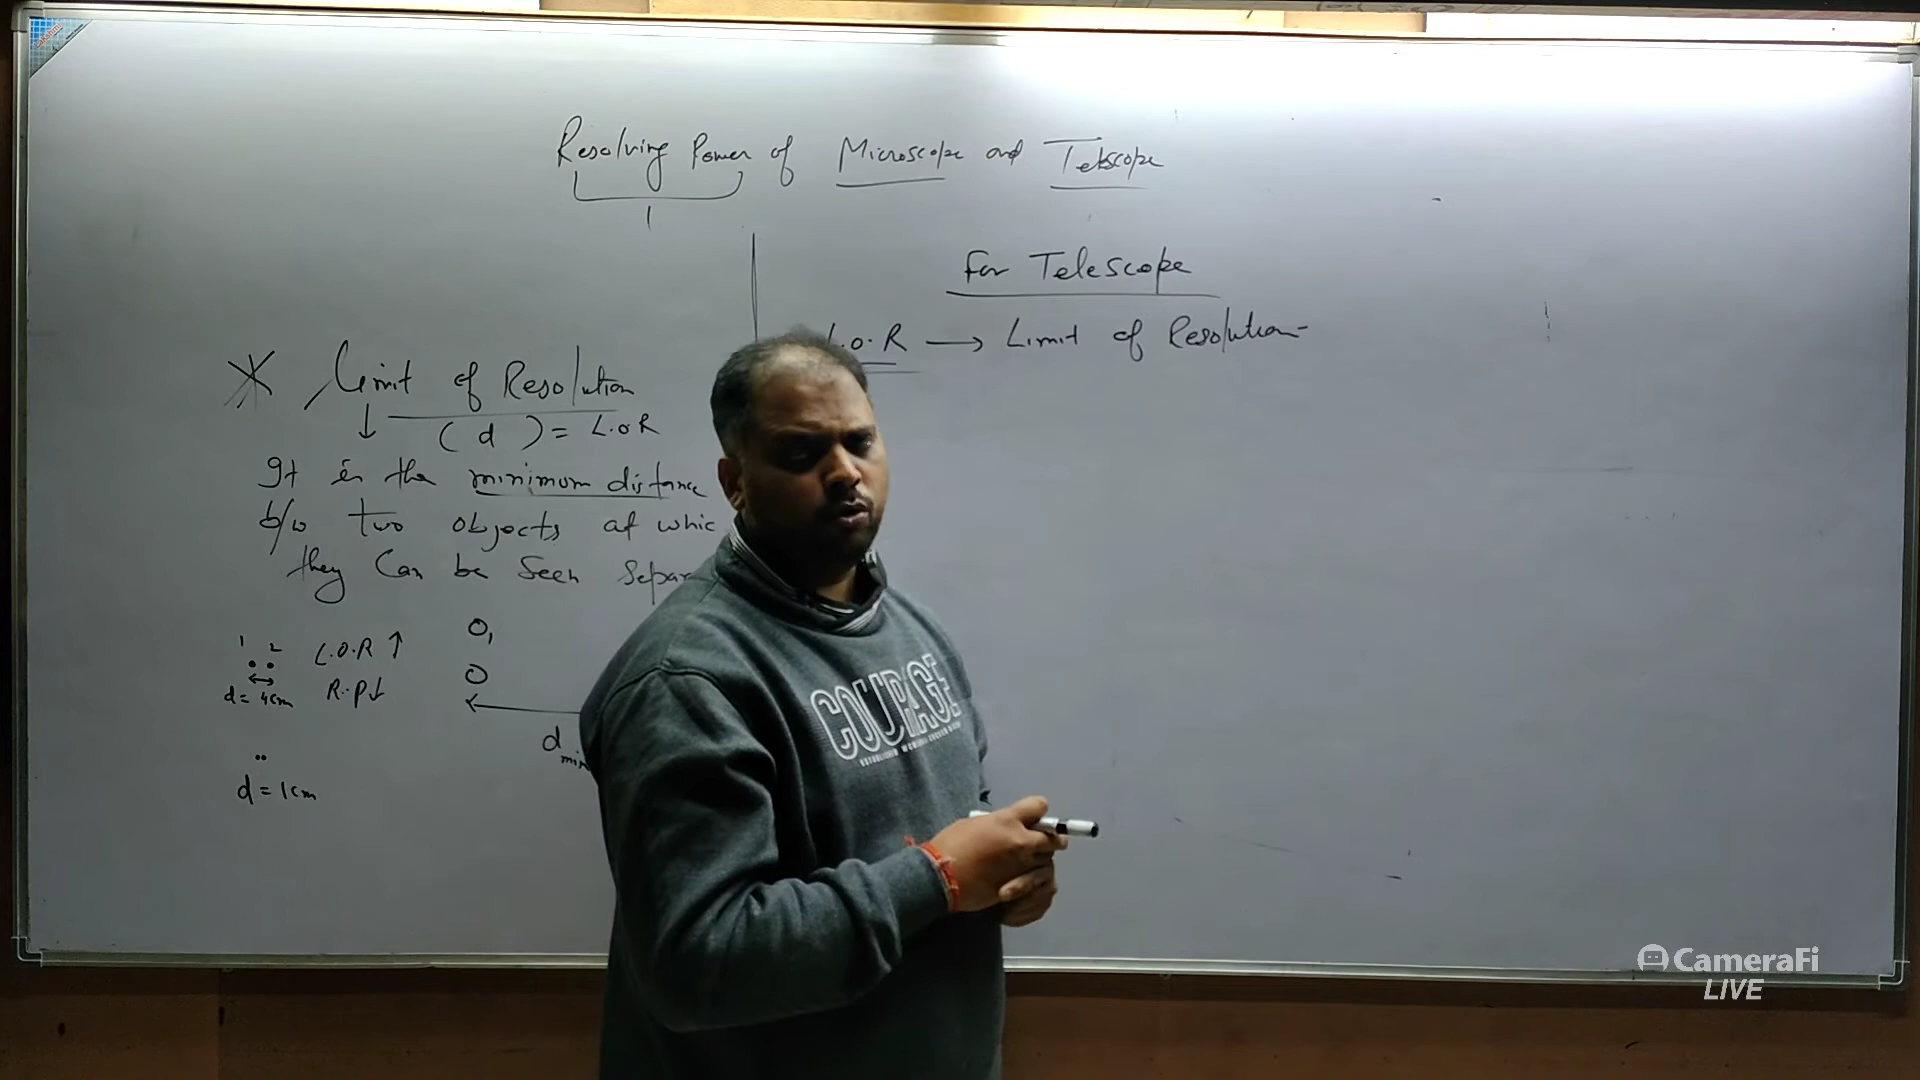 Resolving Power of Microscope and Telescope
* Limit of Resolution
(d) = L.o.R
It is the minimum distance
b/w two objects at whic
they Can be Seen Separ
1 2
L.O.R ↑
d = 4cm
R.P↓
d = 1cm
O,
O
d min
For Telescope
L.o.R → Limit of Resolution
COURAGE
CameraFi
LIVE